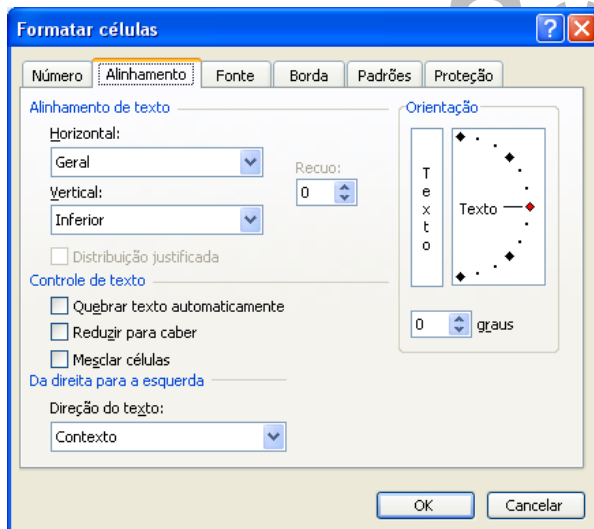 Formatar células
Número Alinhamento Fonte Borda Padrões Proteção
Alinhamento de texto
Horizontal:
Geral
Recuo:
0
Vertical:
Inferior
Distribuição justificada
Controle de texto
Quebrar texto automaticamente
Reduzir para caber
Mesclar células
Da direita para a esquerda
Direção do texto:
Contexto
Orientação
Texto
Texto
0 graus
OK Cancelar